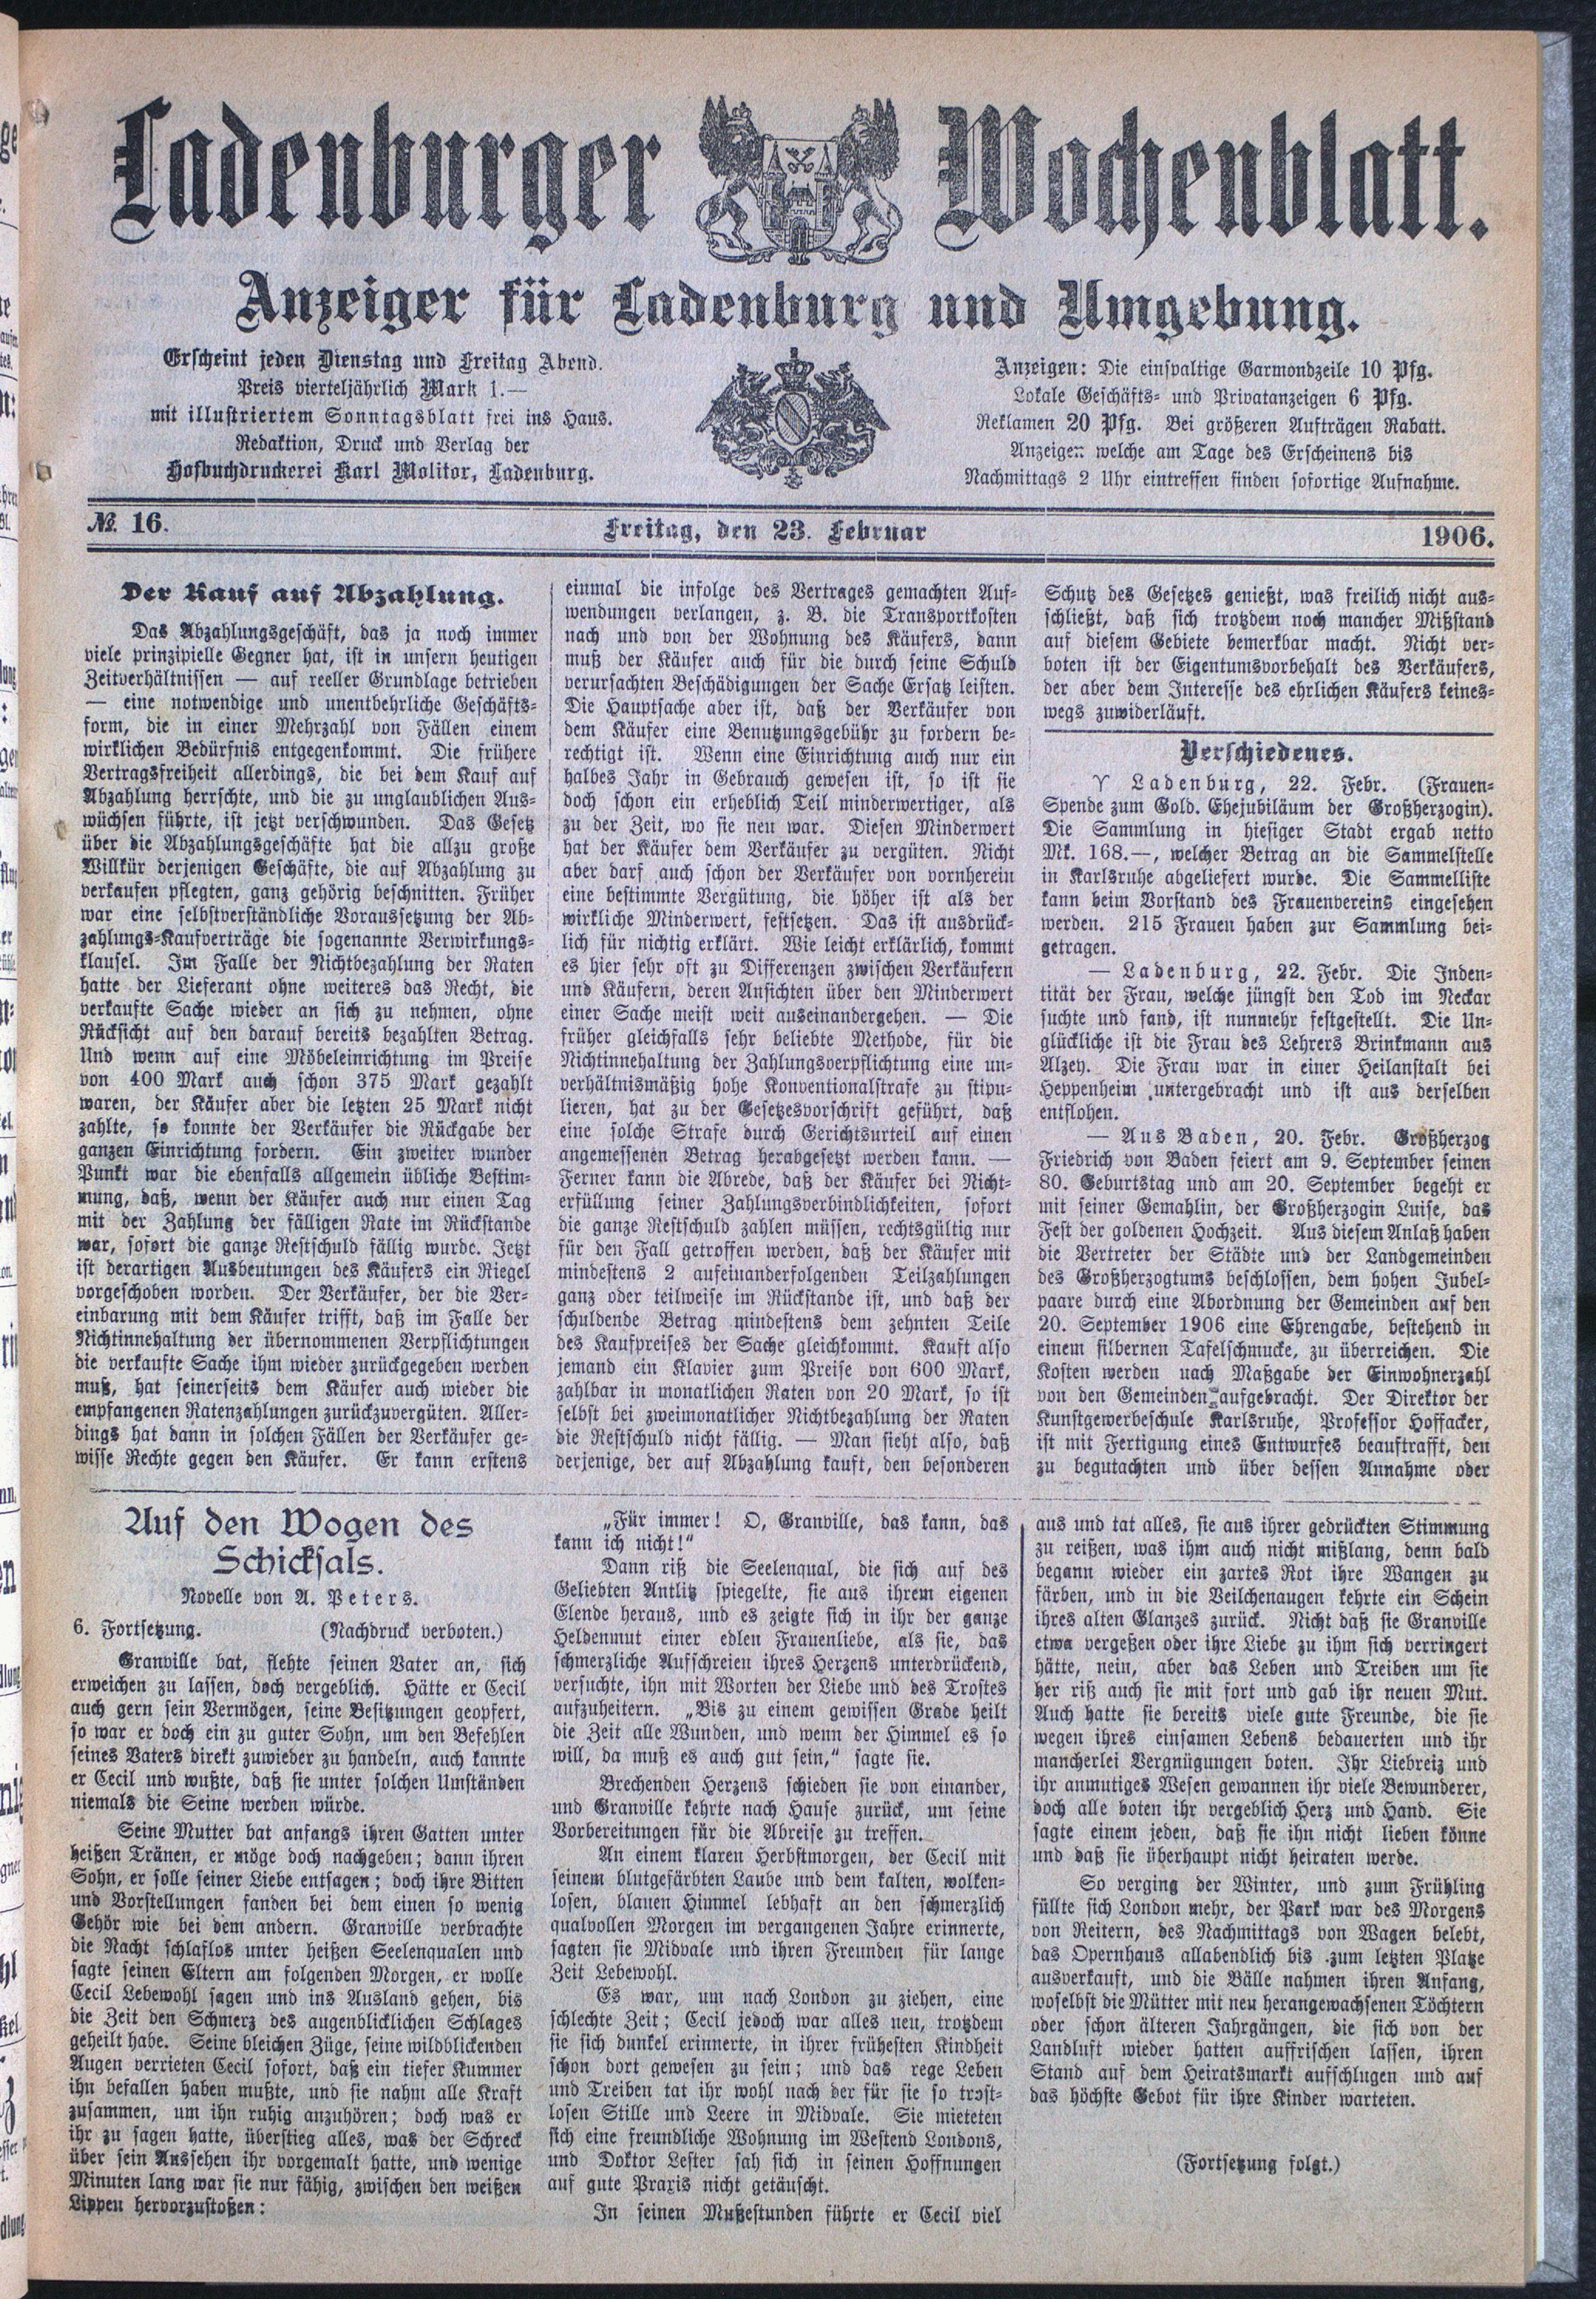 Ladenburger Wochenblatt.
Anzeiger für Ladenburg und Umgebung.
Erscheint jeden Dienstag und Freitag Abend.
Preis vierteljährlich Mark 1.—
mit illustriertem Sonntagsblatt frei ins Haus.
Redaktion, Druck und Verlag der
Hofbuchdruckerei Karl Molitor, Ladenburg.
Anzeigen: Die einspaltige Garmondzeile 10 Pfg.
Lokale Geschäfts- und Privatanzeigen 6 Pfg.
Reklamen 20 Pfg. Bei größeren Aufträgen Rabatt.
Anzeigen welche am Tage des Erscheinens bis
Nachmittags 2 Uhr eintreffen finden sofortige Aufnahme.
№ 16. Freitag, den 23. Februar 1906.
Der Kauf auf Abzahlung.
Das Abzahlungsgeschäft, das ja noch immer
viele prinzipielle Gegner hat, ist in unsern heutigen
Zeitverhältnissen — auf reeller Grundlage betrieben
— eine notwendige und unentbehrliche Geschäfts-
form, die in einer Mehrzahl von Fällen einem
wirklichen Bedürfnis entgegenkommt. Die frühere
Vertragsfreiheit allerdings, die bei dem Kauf auf
Abzahlung herrschte, und die zu unglaublichen Aus-
wüchsen führte, ist jetzt verschwunden. Das Gesetz
über die Abzahlungsgeschäfte hat die allzu große
Willkür derjenigen Geschäfte, die auf Abzahlung zu
verkaufen pflegten, ganz gehörig beschnitten. Früher
war eine selbstverständliche Voraussetzung der Ab-
zahlungs-Kaufverträge die sogenannte Verwirkungs-
klausel. Im Falle der Nichtbezahlung der Raten
hatte der Lieferant ohne weiteres das Recht, die
verkaufte Sache wieder an sich zu nehmen, ohne
Rücksicht auf den darauf bereits bezahlten Betrag.
Und wenn auf eine Möbeleinrichtung im Preise
von 400 Mark auch schon 375 Mark gezahlt
waren, der Käufer aber die letzten 25 Mark nicht
zahlte, so konnte der Verkäufer die Rückgabe der
ganzen Einrichtung fordern. Ein zweiter wunder
Punkt war die ebenfalls allgemein übliche Bestim-
mung, daß, wenn der Käufer auch nur einen Tag
mit der Zahlung der fälligen Rate im Rückstande
war, sofort die ganze Restschuld fällig wurde. Jetzt
ist derartigen Ausbeutungen des Käufers ein Riegel
vorgeschoben worden. Der Verkäufer, der die Ver-
einbarung mit dem Käufer trifft, daß im Falle der
Nichtinnehaltung der übernommenen Verpflichtungen
die verkaufte Sache ihm wieder zurückgegeben werden
muß, hat seinerseits dem Käufer auch wieder die
empfangenen Ratenzahlungen zurückzuvergüten. Aller-
dings hat dann in solchen Fällen der Verkäufer ge-
wisse Rechte gegen den Käufer. Er kann erstens
einmal die infolge des Vertrages gemachten Auf-
wendungen verlangen, z. B. die Transportkosten
nach und von der Wohnung des Käufers, dann
muß der Käufer auch für die durch seine Schuld
verursachten Beschädigungen der Sache Ersatz leisten.
Die Hauptsache aber ist, daß der Verkäufer von
dem Käufer eine Benutzungsgebühr zu fordern be-
rechtigt ist. Wenn eine Einrichtung auch nur ein
halbes Jahr in Gebrauch gewesen ist, so ist sie
doch schon ein erheblich Teil minderwertiger, als
zu der Zeit, wo sie neu war. Diesen Minderwert
hat der Käufer dem Verkäufer zu vergüten. Nicht
aber darf auch schon der Verkäufer von vornherein
eine bestimmte Vergütung, die höher ist als der
wirkliche Minderwert, festsetzen. Das ist ausdrück-
lich für nichtig erklärt. Wie leicht erklärlich, kommt
es hier sehr oft zu Differenzen zwischen Verkäufern
und Käufern, deren Ansichten über den Minderwert
einer Sache meist weit auseinandergehen. — Die
früher gleichfalls sehr beliebte Methode, für die
Nichtinnehaltung der Zahlungsverpflichtung eine un-
verhältnismäßig hohe Konventionalstrafe zu stipu-
lieren, hat zu der Gesetzesvorschrift geführt, daß
eine solche Strafe durch Gerichtsurteil auf einen
angemessenen Betrag herabgesetzt werden kann. —
Ferner kann die Abrede, daß der Käufer bei Nicht-
erfüllung seiner Zahlungsverbindlichkeiten, sofort
die ganze Restschuld zahlen müssen, rechtsgültig nur
für den Fall getroffen werden, daß der Käufer mit
mindestens 2 aufeinanderfolgenden Teilzahlungen
ganz oder teilweise im Rückstande ist, und daß der
schuldende Betrag mindestens dem zehnten Teile
des Kaufpreises der Sache gleichkommt. Kauft also
jemand ein Klavier zum Preise von 600 Mark,
zahlbar in monatlichen Raten von 20 Mark, so ist
selbst bei zweimonatlicher Nichtbezahlung der Raten
die Restschuld nicht fällig. — Man sieht also, daß
derjenige, der auf Abzahlung kauft, den besonderen
Schutz des Gesetzes genießt, was freilich nicht aus-
schließt, daß sich trotzdem noch mancher Mißstand
auf diesem Gebiete bemerkbar macht. Nicht ver-
boten ist der Eigentumsvorbehalt des Verkäufers,
der aber dem Interesse des ehrlichen Käufers keines-
wegs zuwiderläuft.
Verschiedenes.
♈ Ladenburg, 22. Febr. (Frauen-
Spende zum Gold. Ehejubiläum der Großherzogin).
Die Sammlung in hiesiger Stadt ergab netto
Mk. 168.—, welcher Betrag an die Sammelstelle
in Karlsruhe abgeliefert wurde. Die Sammelliste
kann beim Vorstand des Frauenvereins eingesehen
werden. 215 Frauen haben zur Sammlung bei-
getragen.
— Ladenburg, 22. Febr. Die Inden-
tität der Frau, welche jüngst den Tod im Neckar
suchte und fand, ist nunmehr festgestellt. Die Un-
glückliche ist die Frau des Lehrers Brinkmann aus
Alzey. Die Frau war in einer Heilanstalt bei
Heppenheim untergebracht und ist aus derselben
entflohen.
— Aus Baden, 20. Febr. Großherzog
Friedrich von Baden feiert am 9. September seinen
80. Geburtstag und am 20. September begeht er
mit seiner Gemahlin, der Großherzogin Luise, das
Fest der goldenen Hochzeit. Aus diesem Anlaß haben
die Vertreter der Städte und der Landgemeinden
des Großherzogtums beschlossen, dem hohen Jubel-
paare durch eine Abordnung der Gemeinden auf den
20. September 1906 eine Ehrengabe, bestehend in
einem silbernen Tafelschmucke, zu überreichen. Die
Kosten werden nach Maßgabe der Einwohnerzahl
von den Gemeinden aufgebracht. Der Direktor der
Kunstgewerbeschule Karlsruhe, Professor Hoffacker,
ist mit Fertigung eines Entwurfes beauftrafft, den
zu begutachten und über dessen Annahme oder
Auf den Wogen des
Schicksals.
Novelle von A. Peters.
6. Fortsetzung. (Nachdruck verboten.)
Granville bat, flehte seinen Vater an, sich
erweichen zu lassen, doch vergeblich. Hätte er Cecil
auch gern sein Vermögen, seine Besitzungen geopfert,
so war er doch ein zu guter Sohn, um den Befehlen
seines Vaters direkt zuwieder zu handeln, auch kannte
er Cecil und wußte, daß sie unter solchen Umständen
niemals die Seine werden würde.
Seine Mutter bat anfangs ihren Gatten unter
heißen Tränen, er möge doch nachgeben; dann ihren
Sohn, er solle seiner Liebe entsagen; doch ihre Bitten
und Vorstellungen fanden bei dem einen so wenig
Gehör wie bei dem andern. Granville verbrachte
die Nacht schlaflos unter heißen Seelenqualen und
sagte seinen Eltern am folgenden Morgen, er wolle
Cecil Lebewohl sagen und ins Ausland gehen, bis
die Zeit den Schmerz des augenblicklichen Schlages
geheilt habe. Seine bleichen Züge, seine wildblickenden
Augen verrieten Cecil sofort, daß ein tiefer Kummer
ihn befallen haben mußte, und sie nahm alle Kraft
zusammen, um ihn ruhig anzuhören; doch was er
ihr zu sagen hatte, überstieg alles, was der Schreck
über sein Aussehen ihr vorgemalt hatte, und wenige
Minuten lang war sie nur fähig, zwischen den weißen
Lippen hervorzustoßen:
„Für immer! O, Granville, das kann, das
kann ich nicht!"
Dann riß die Seelenqual, die sich auf des
Geliebten Antlitz spiegelte, sie aus ihrem eigenen
Elende heraus, und es zeigte sich in ihr der ganze
Heldenmut einer edlen Frauenliebe, als sie, das
schmerzliche Aufschreien ihres Herzens unterdrückend,
versuchte, ihn mit Worten der Liebe und des Trostes
aufzuheitern. „Bis zu einem gewissen Grade heilt
die Zeit alle Wunden, und wenn der Himmel es so
will, da muß es auch gut sein,“ sagte sie.
Brechenden Herzens schieden sie von einander,
und Granville kehrte nach Hause zurück, um seine
Vorbereitungen für die Abreise zu treffen.
An einem klaren Herbstmorgen, der Cecil mit
seinem blutgefärbten Laube und dem kalten, wolken-
losen, blauen Himmel lebhaft an den schmerzlich
qualvollen Morgen im vergangenen Jahre erinnerte,
sagten sie Midvale und ihren Freunden für lange
Zeit Lebewohl.
Es war, um nach London zu ziehen, eine
schlechte Zeit; Cecil jedoch war alles neu, trotzdem
sie sich dunkel erinnerte, in ihrer frühesten Kindheit
schon dort gewesen zu sein; und das rege Leben
und Treiben tat ihr wohl nach der für sie so trost-
losen Stille und Leere in Midvale. Sie mieteten
sich eine freundliche Wohnung im Westend Londons,
und Doktor Lester sah sich in seinen Hoffnungen
auf gute Praxis nicht getäuscht.
In seinen Mußestunden führte er Cecil viel
aus und tat alles, sie aus ihrer gedrückten Stimmung
zu reißen, was ihm auch nicht mißlang, denn bald
begann wieder ein zartes Rot ihre Wangen zu
färben, und in die Veilchenaugen kehrte ein Schein
ihres alten Glanzes zurück. Nicht daß sie Granville
etwa vergeßen oder ihre Liebe zu ihm sich verringert
hätte, nein, aber das Leben und Treiben um sie
her riß auch sie mit fort und gab ihr neuen Mut.
Auch hatte sie bereits viele gute Freunde, die sie
wegen ihres einsamen Lebens bedauerten und ihr
mancherlei Vergnügungen boten. Ihr Liebreiz und
ihr anmutiges Wesen gewannen ihr viele Bewunderer,
doch alle boten ihr vergeblich Herz und Hand. Sie
sagte einem jeden, daß sie ihn nicht lieben könne
und daß sie überhaupt nicht heiraten werde.
So verging der Winter, und zum Frühling
füllte sich London mehr, der Park war des Morgens
von Reitern, des Nachmittags von Wagen belebt,
das Opernhaus allabendlich bis zum letzten Platze
ausverkauft, und die Bälle nahmen ihren Anfang,
woselbst die Mütter mit neu herangewachsenen Töchtern
oder schon älteren Jahrgängen, die sich von der
Landluft wieder hatten auffrischen lassen, ihren
Stand auf dem Heiratsmarkt aufschlugen und auf
das höchste Gebot für ihre Kinder warteten.
(Fortsetzung folgt.)